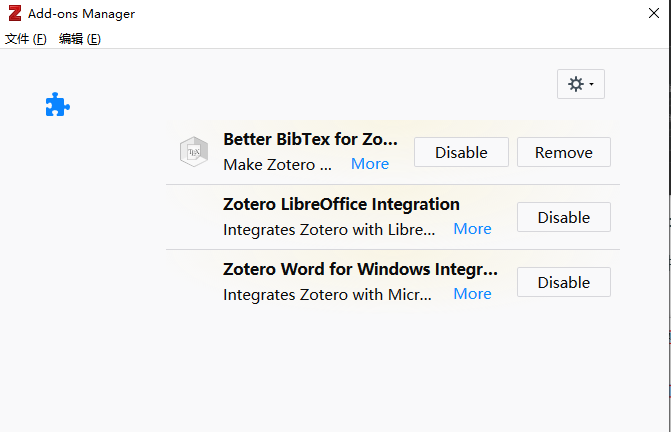 Add-ons Manager
文件 (F) 编辑 (E)
Better BibTex for Zo...
Make Zotero ... More
Disable Remove
Zotero LibreOffice Integration
Integrates Zotero with Libre... More
Disable
Zotero Word for Windows Integr...
Integrates Zotero with Micr... More
Disable